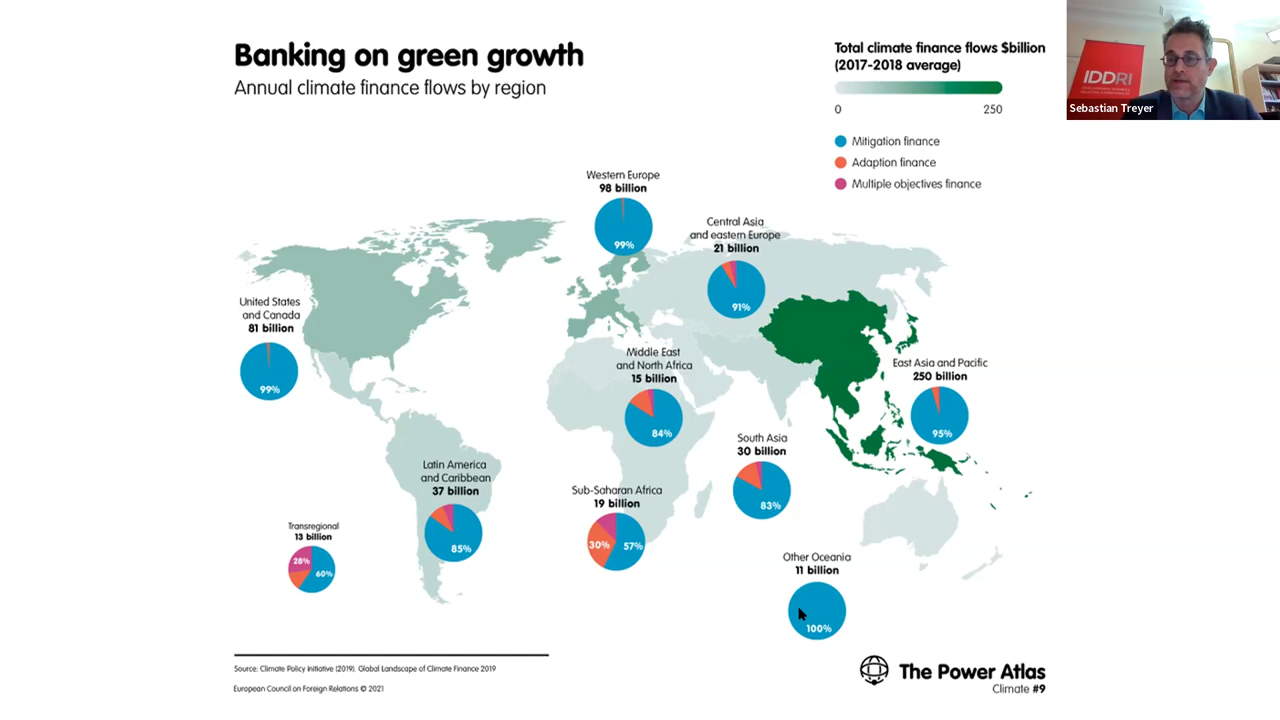 Banking on green growth
Annual climate finance flows by region
Total climate finance flows $billion
(2017-2018 average)
0
250
Mitigation finance
Adaption finance
Multiple objectives finance
IDDRI
Sebastian Treyer
Western Europe
98 billion
99%
Central Asia
and eastern Europe
21 billion
91%
United States
and Canada
81 billion
99%
Middle East
and North Africa
15 billion
84%
East Asia and Pacific
250 billion
95%
South Asia
30 billion
83%
Latin America
and Caribbean
37 billion
85%
Sub-Saharan Africa
19 billion
30%
57%
Transregional
13 billion
28%
60%
Other Oceania
11 billion
100%
Source: Climate Policy Initiative (2019). Global Landscape of Climate Finance 2019
European Council on Foreign Relations © 2021
The Power Atlas
Climate #9